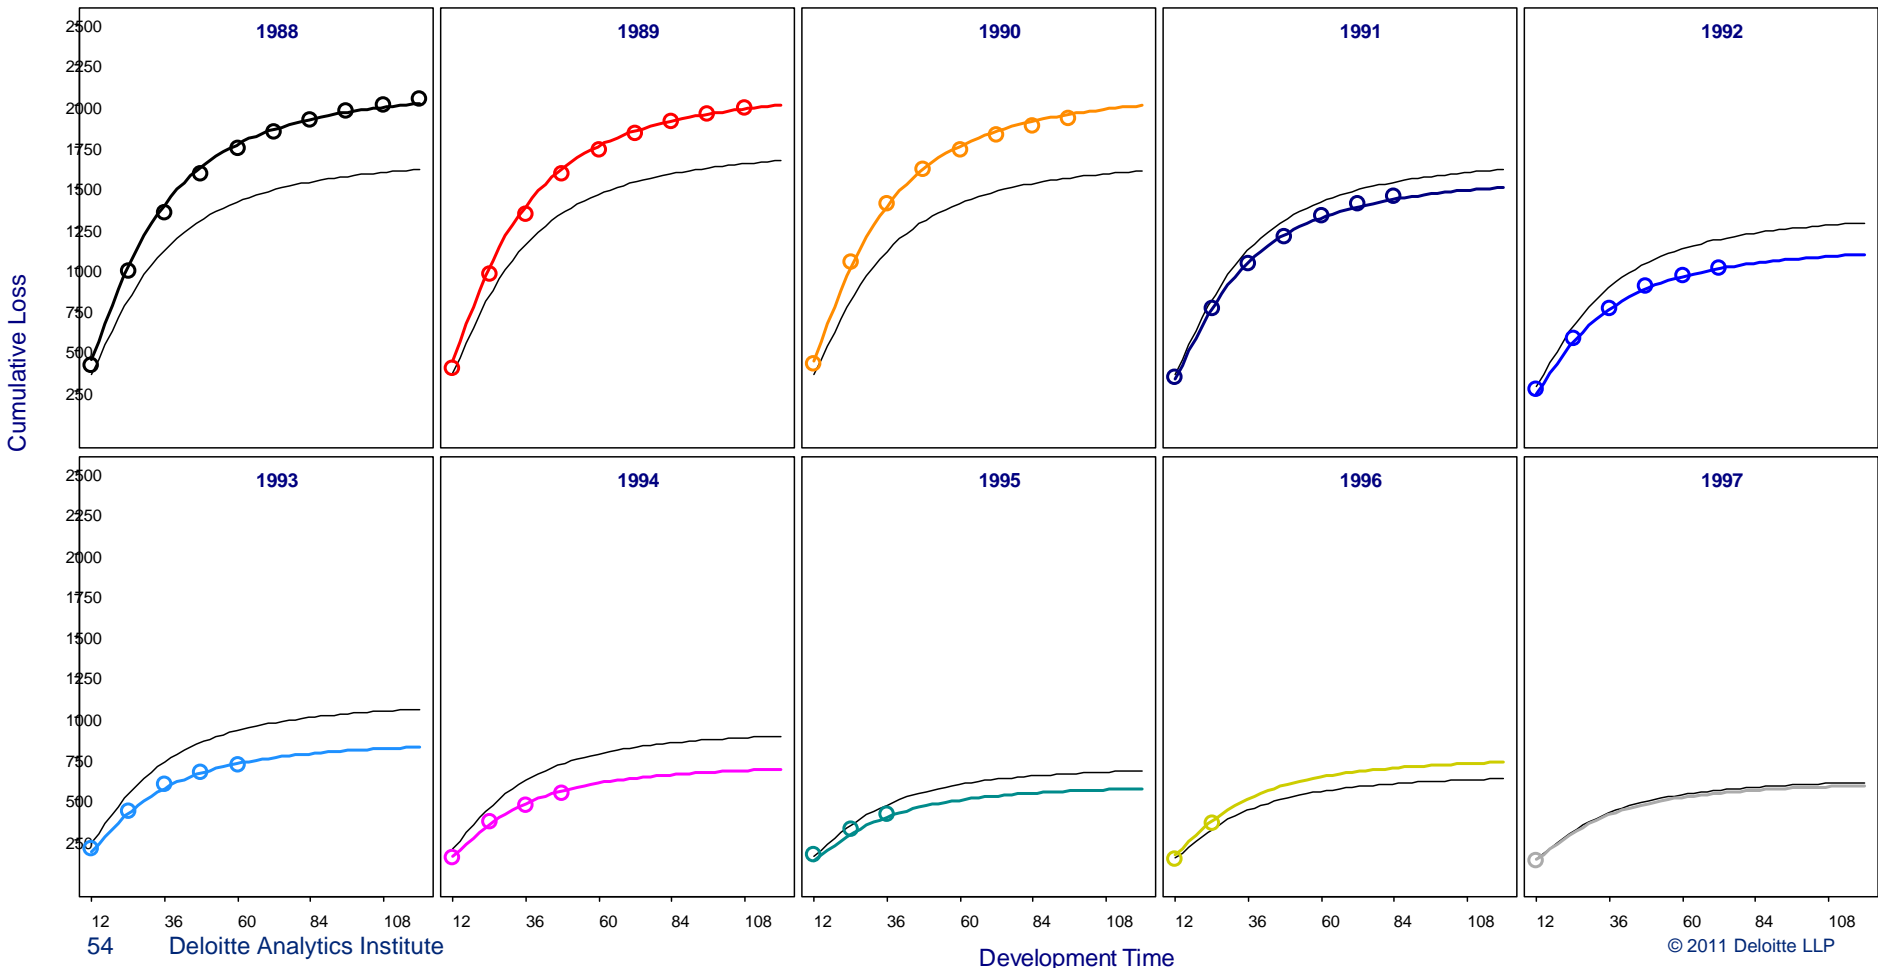 1988 1989 1990 1991 1992
2500
2250
2000
1750
1500
1250
1000
750
500
250
Cumulative Loss
1993 1994 1995 1996 1997
2500
2250
2000
1750
1500
1250
1000
750
500
250
12 36 60 84 108 12 36 60 84 108 12 36 60 84 108 12 36 60 84 108 12 36 60 84 108
54 Deloitte Analytics Institute
Development Time
© 2011 Deloitte LLP